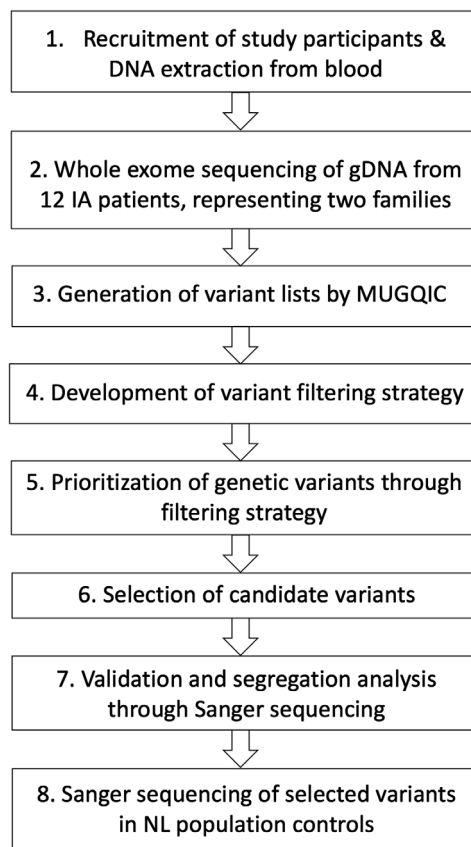 1. Recruitment of study participants &
DNA extraction from blood
2. Whole exome sequencing of gDNA from
12 IA patients, representing two families
3. Generation of variant lists by MUGQIC
4. Development of variant filtering strategy
5. Prioritization of genetic variants through
filtering strategy
6. Selection of candidate variants
7. Validation and segregation analysis
through Sanger sequencing
8. Sanger sequencing of selected variants
in NL population controls